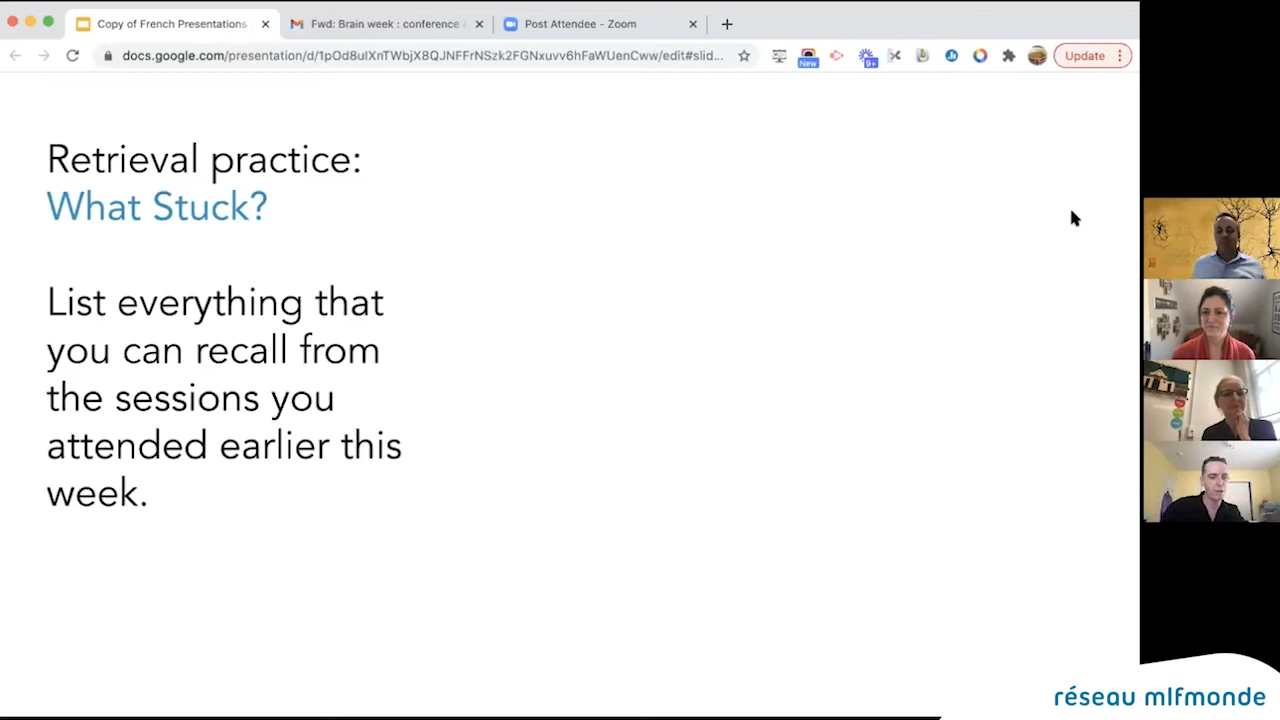 Copy of French Presentations
Fwd: Brain week : conference
Post Attendee - Zoom
docs.google.com/presentation/d/1pOd8ulXnTWbjX8QJNFFrNSzk2FGNxuvv6hFaWUenCww/edit#slid...
New
9+
Update
Retrieval practice:
What Stuck?
List everything that
you can recall from
the sessions you
attended earlier this
week.
réseau mlfmonde